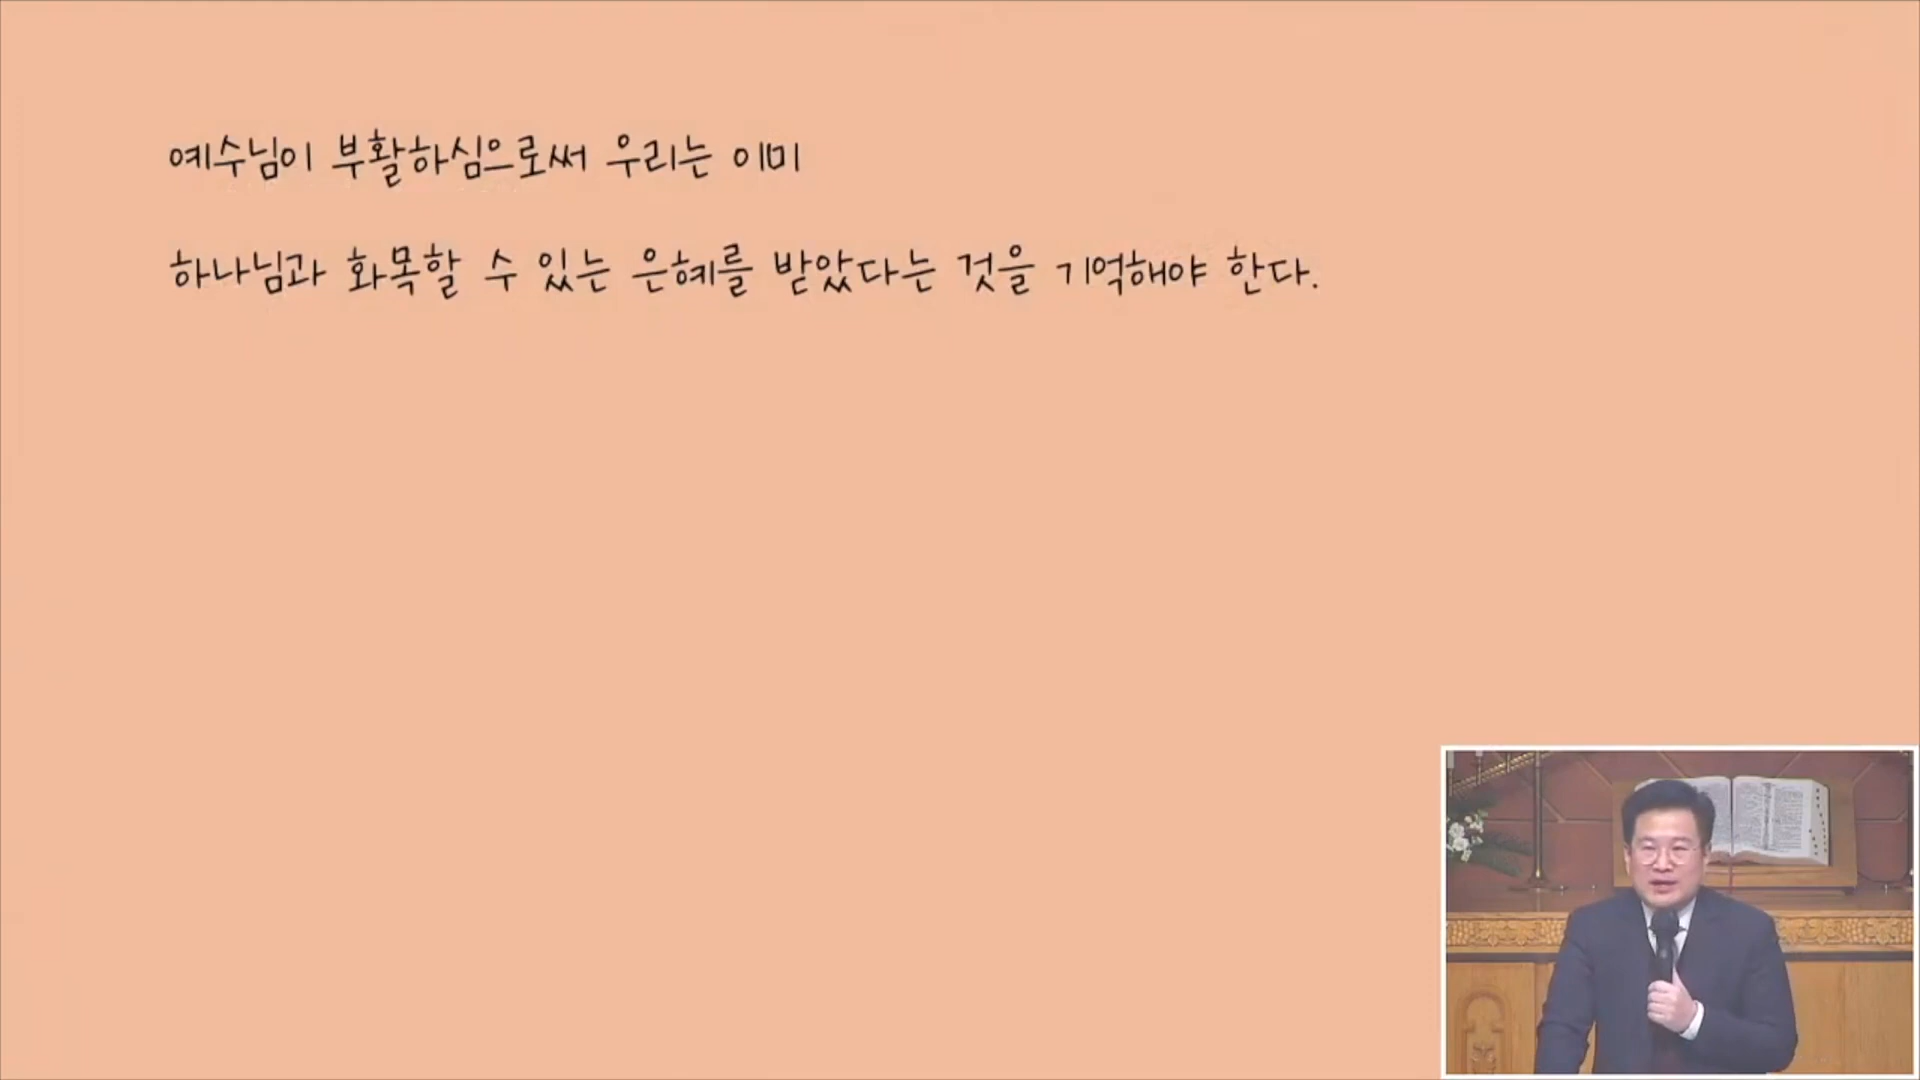 예수님이 부활하심으로써 우리는 이미
하나님과 화목할 수 있는 은혜를 받았다는 것을 기억해야 한다.